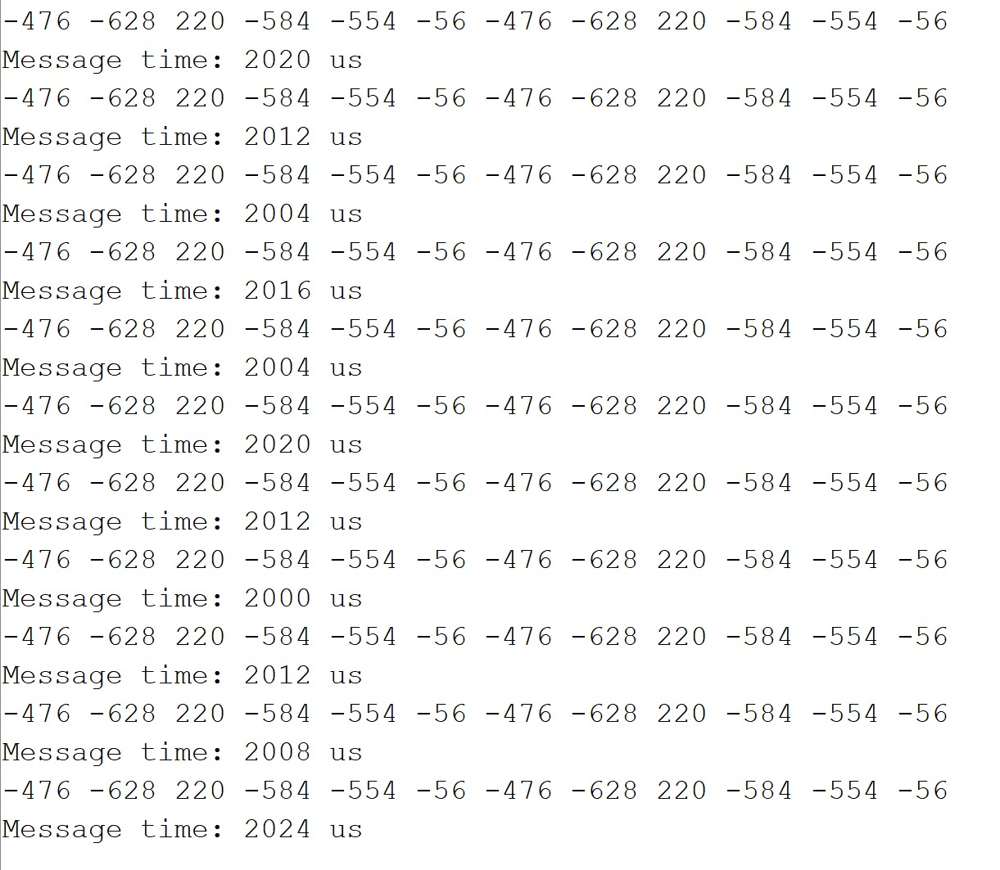 -476 -628 220 -584 -554 -56 -476 -628 220 -584 -554 -56
Message time: 2020 us
-476 -628 220 -584 -554 -56 -476 -628 220 -584 -554 -56
Message time: 2012 us
-476 -628 220 -584 -554 -56 -476 -628 220 -584 -554 -56
Message time: 2004 us
-476 -628 220 -584 -554 -56 -476 -628 220 -584 -554 -56
Message time: 2016 us
-476 -628 220 -584 -554 -56 -476 -628 220 -584 -554 -56
Message time: 2004 us
-476 -628 220 -584 -554 -56 -476 -628 220 -584 -554 -56
Message time: 2020 us
-476 -628 220 -584 -554 -56 -476 -628 220 -584 -554 -56
Message time: 2012 us
-476 -628 220 -584 -554 -56 -476 -628 220 -584 -554 -56
Message time: 2000 us
-476 -628 220 -584 -554 -56 -476 -628 220 -584 -554 -56
Message time: 2012 us
-476 -628 220 -584 -554 -56 -476 -628 220 -584 -554 -56
Message time: 2008 us
-476 -628 220 -584 -554 -56 -476 -628 220 -584 -554 -56
Message time: 2024 us